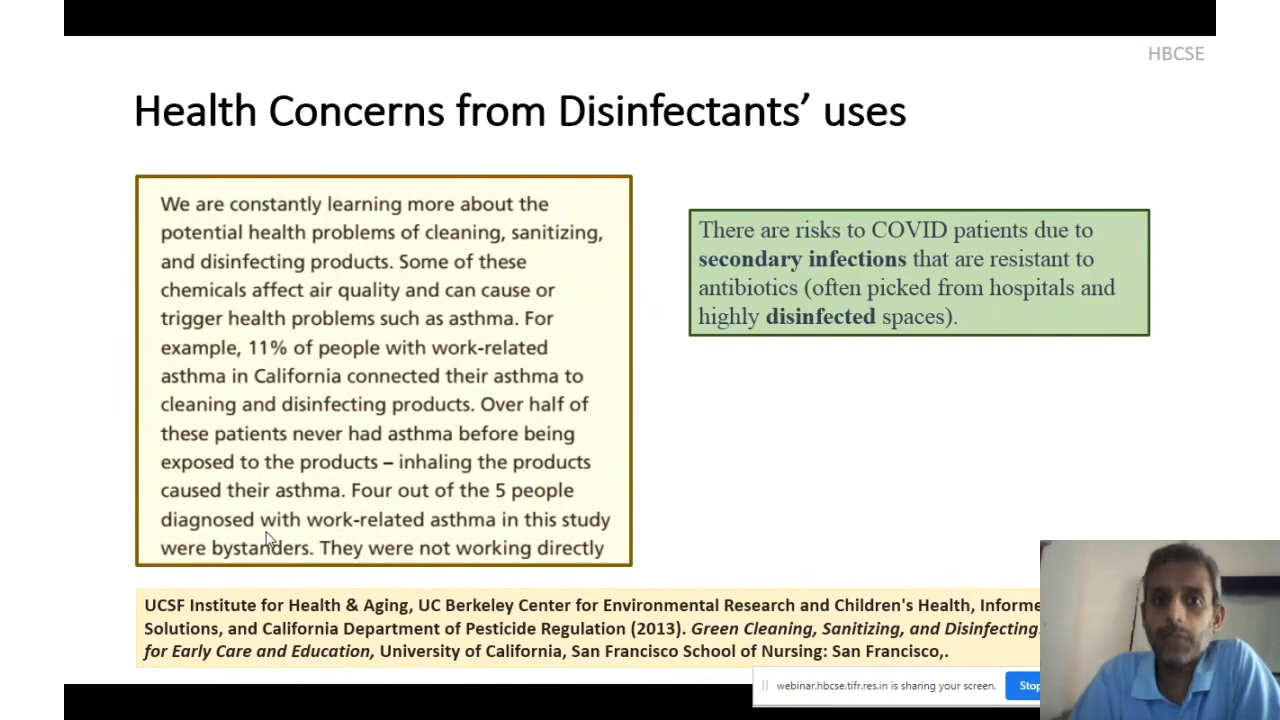 HBCSE
Health Concerns from Disinfectants’ uses
We are constantly learning more about the
potential health problems of cleaning, sanitizing,
and disinfecting products. Some of these
chemicals affect air quality and can cause or
trigger health problems such as asthma. For
example, 11% of people with work-related
asthma in California connected their asthma to
cleaning and disinfecting products. Over half of
these patients never had asthma before being
exposed to the products – inhaling the products
caused their asthma. Four out of the 5 people
diagnosed with work-related asthma in this study
were bystanders. They were not working directly
There are risks to COVID patients due to
secondary infections that are resistant to
antibiotics (often picked from hospitals and
highly disinfected spaces).
UCSF Institute for Health & Aging, UC Berkeley Center for Environmental Research and Children's Health, Informe
Solutions, and California Department of Pesticide Regulation (2013). Green Cleaning, Sanitizing, and Disinfecting
for Early Care and Education, University of California, San Francisco School of Nursing: San Francisco,.
webinar.hbcse.tifr.res.in is sharing your screen.
Stop